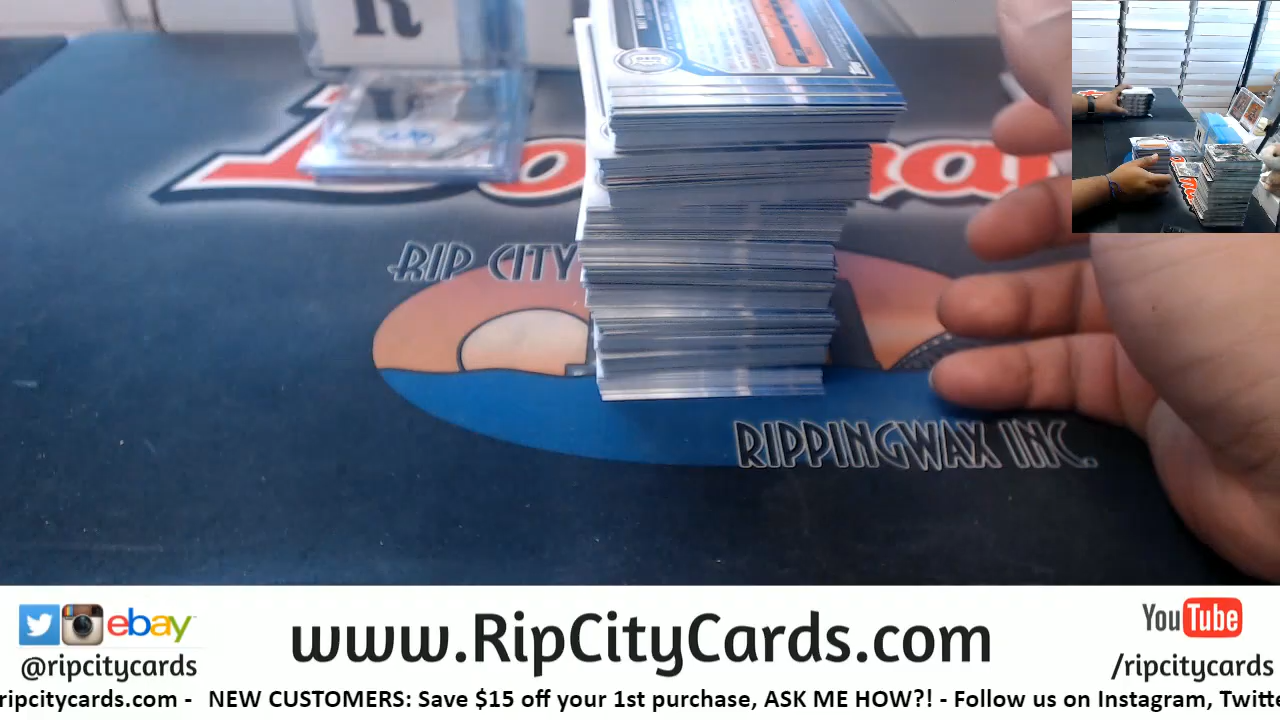 R
RIP CITY
RIPPINGWAX INC.
ebay
@ripcitycards
www.RipCityCards.com
YouTube
/ripcitycards
ripcitycards.com - NEW CUSTOMERS: Save $15 off your 1st purchase, ASK ME HOW?! - Follow us on Instagram, Twitte